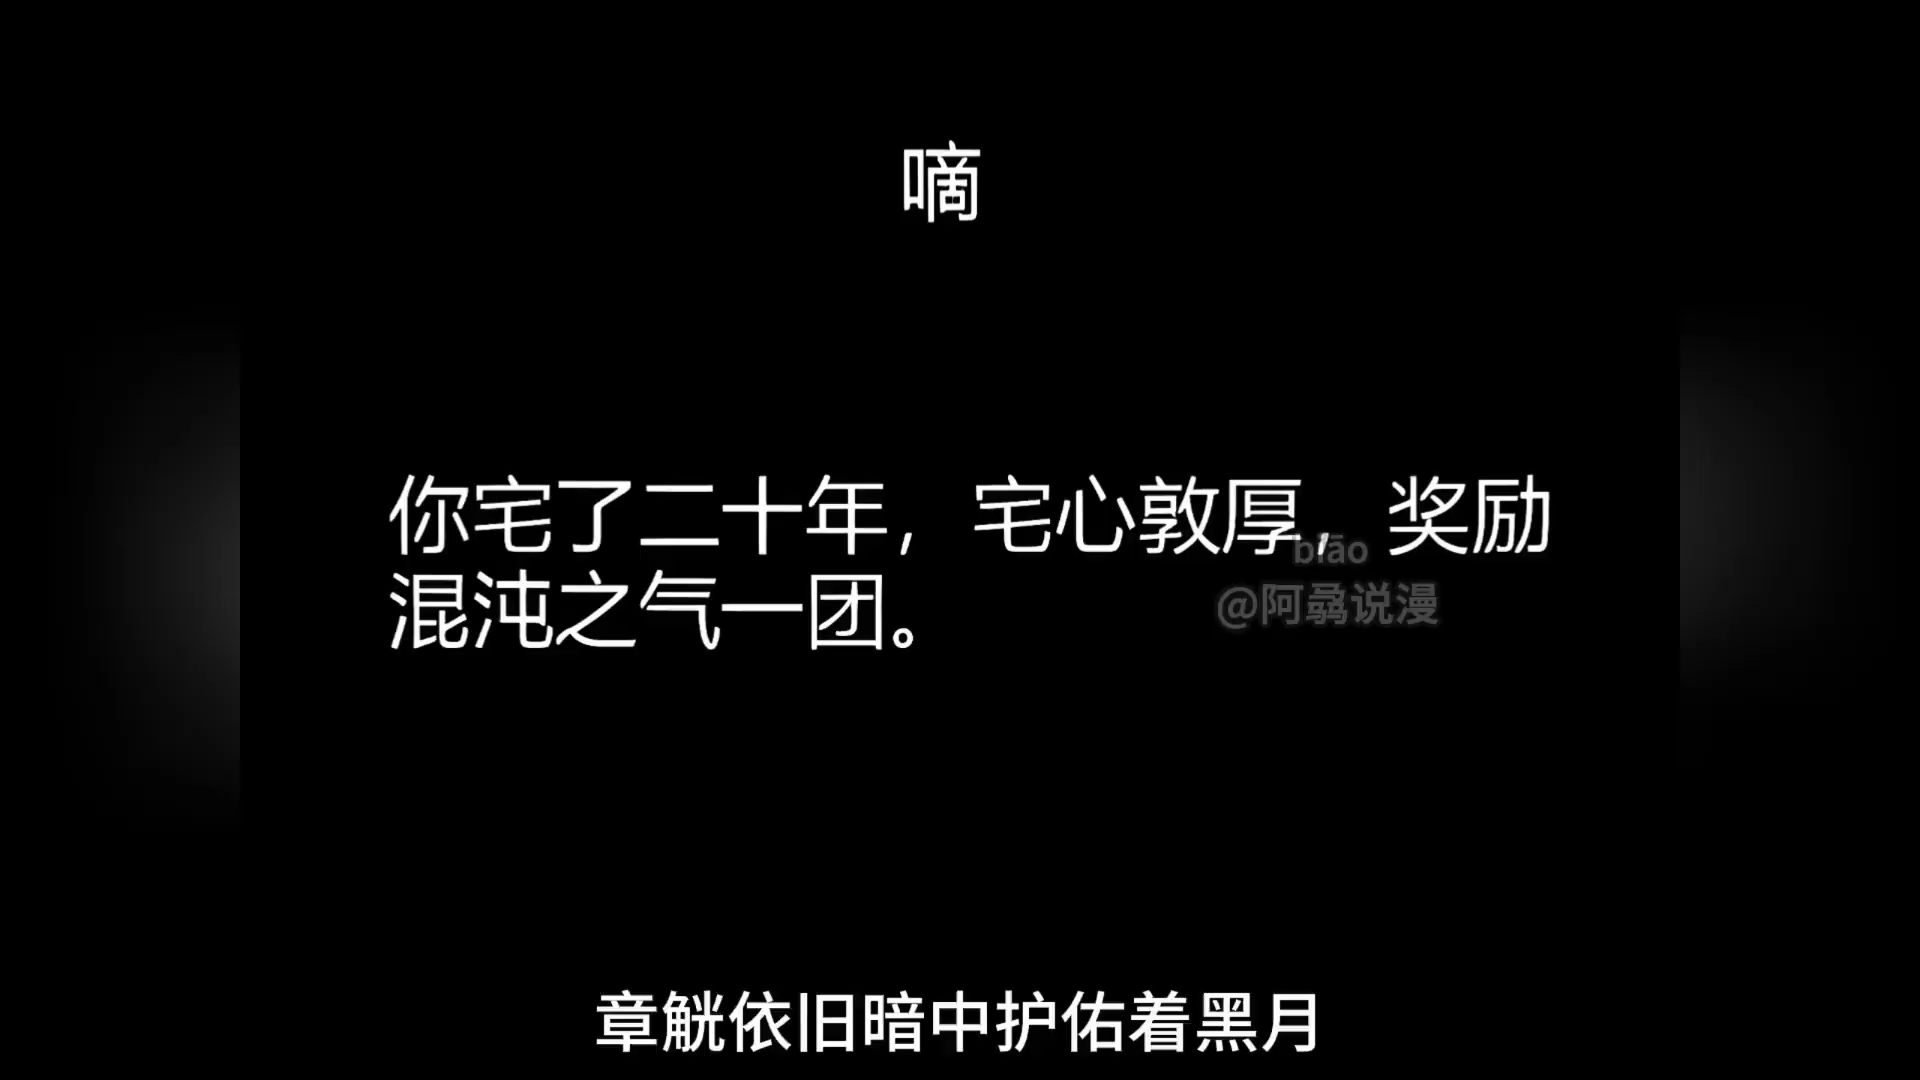 嘀
你宅了二十年，宅心敦厚，奖励
混沌之气一团。
biāo
@阿骉说漫
章觥依旧暗中护佑着黑月